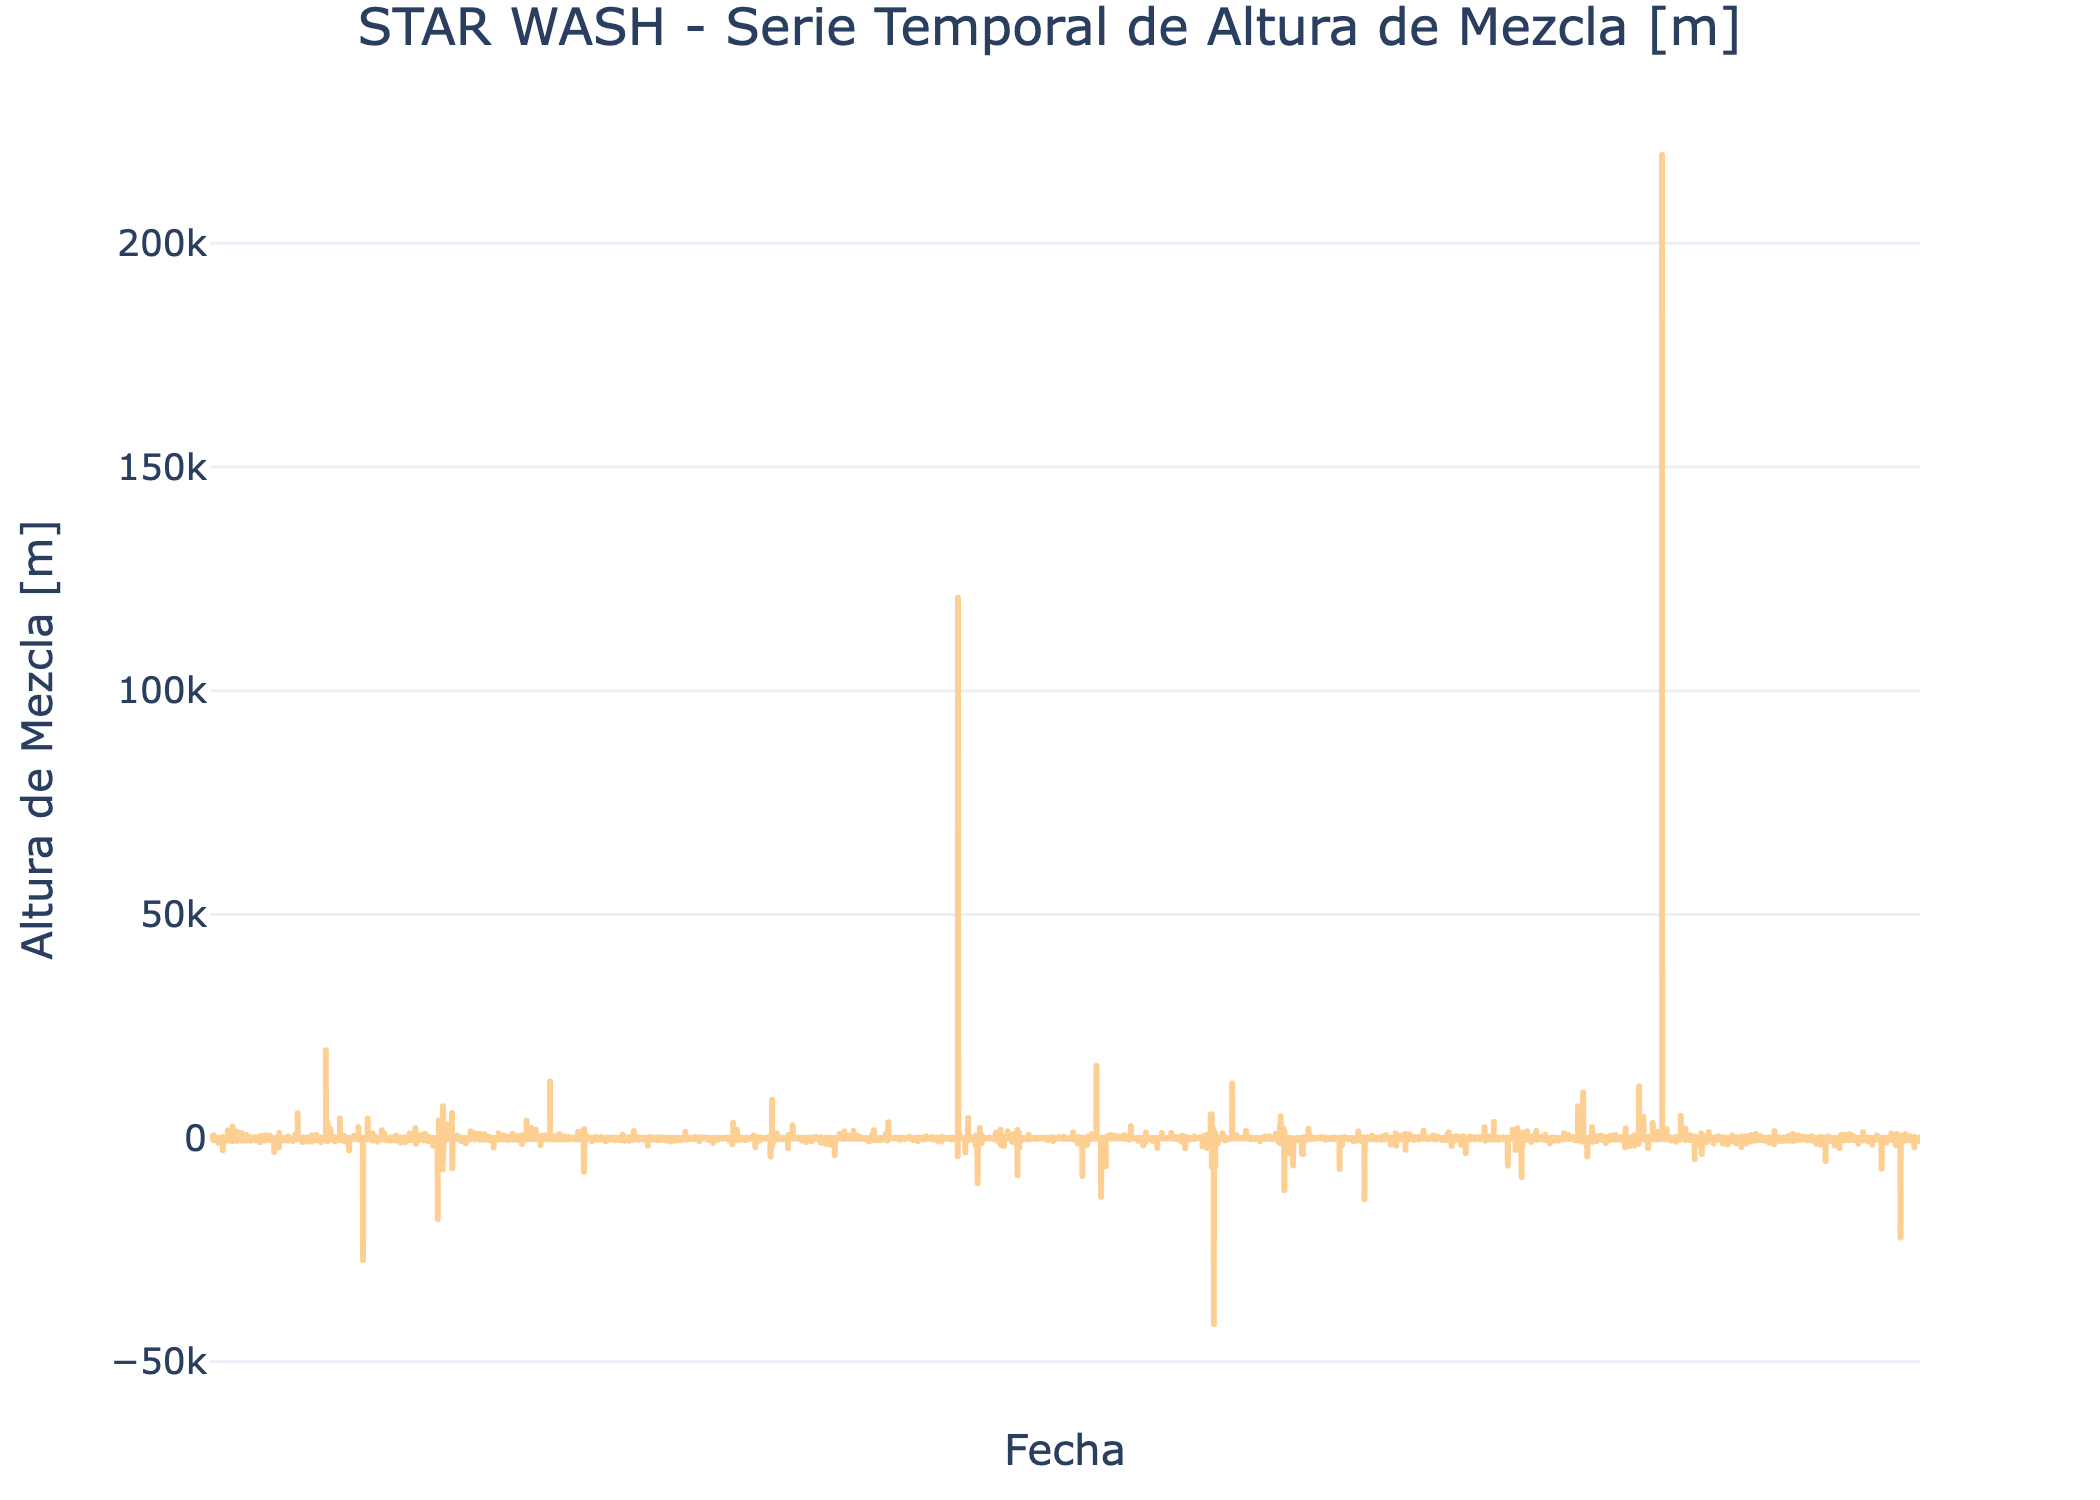 STAR WASH - Serie Temporal de Altura de Mezcla [m]
200k
150k
100k
50k
0
−50k
Altura de Mezcla [m]
Fecha